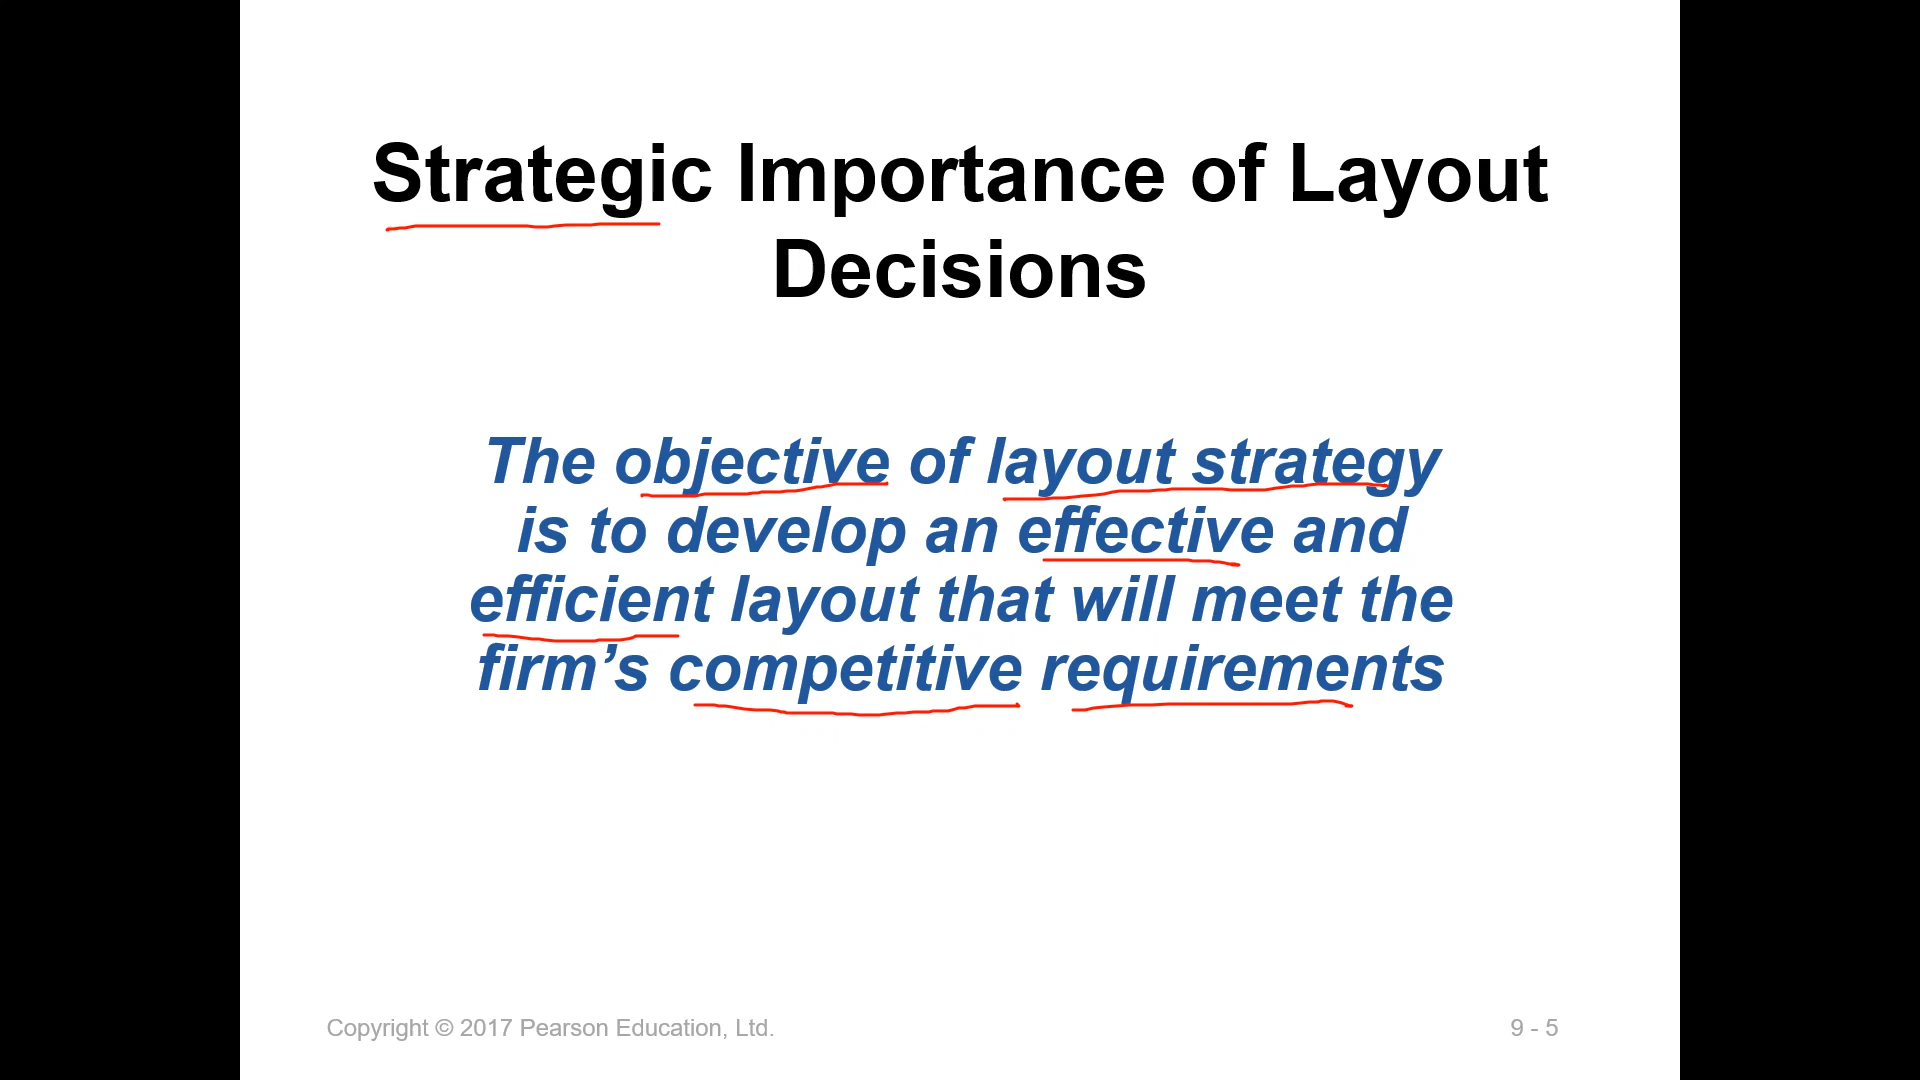 Strategic Importance of Layout
Decisions
The objective of layout strategy
is to develop an effective and
efficient layout that will meet the
firm’s competitive requirements
Copyright © 2017 Pearson Education, Ltd.
9 - 5